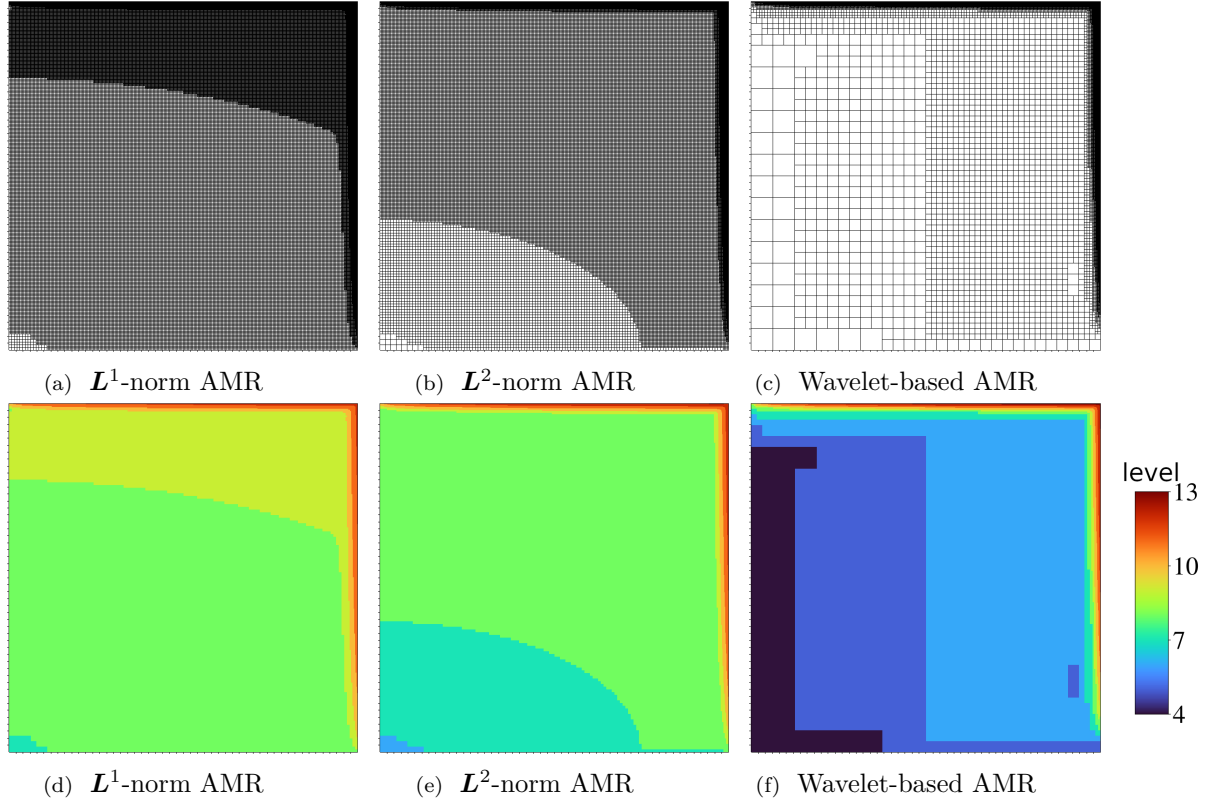 (a) L¹-norm AMR
(b) L²-norm AMR
(c) Wavelet-based AMR
level
13
10
7
4
(d) L¹-norm AMR
(e) L²-norm AMR
(f) Wavelet-based AMR